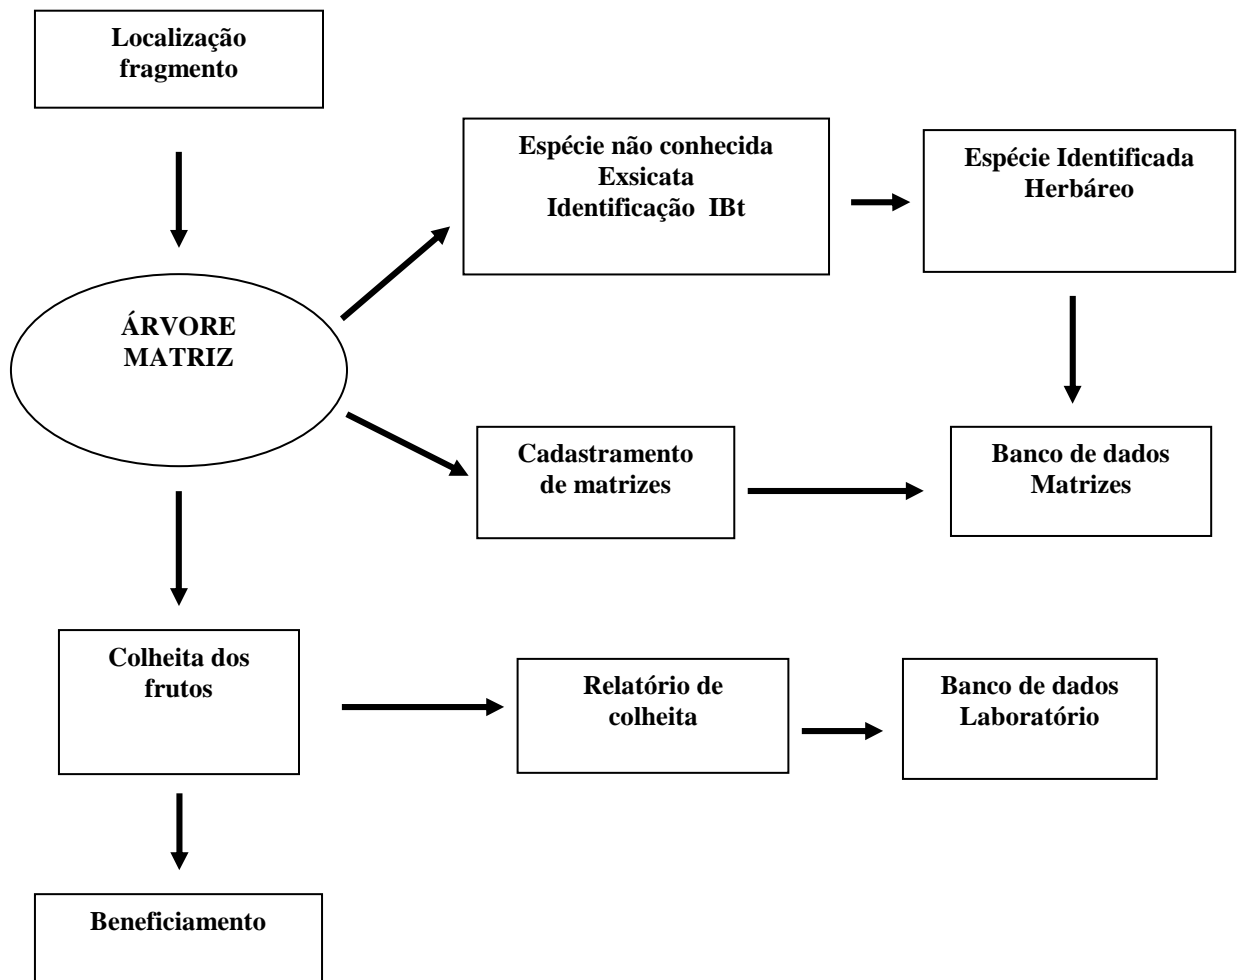 Localização
fragmento
Espécie não conhecida
Exsicata
Identificação IBt
Espécie Identificada
Herbáreo
ÁRVORE
MATRIZ
Cadastramento
de matrizes
Banco de dados
Matrizes
Colheita dos
frutos
Relatório de
colheita
Banco de dados
Laboratório
Beneficiamento